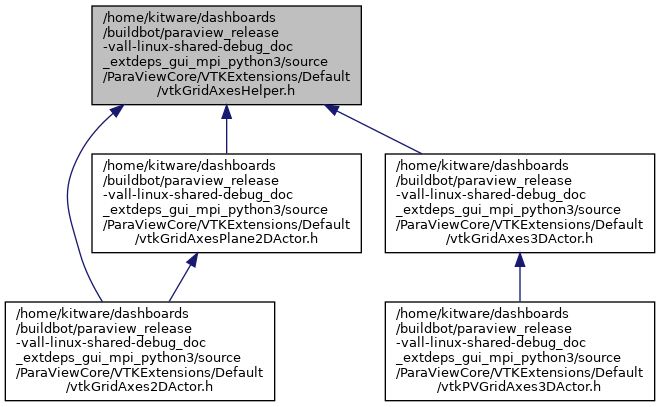 /home/kitware/dashboards
/buildbot/paraview_release
-vall-linux-shared-debug_doc
_extdeps_gui_mpi_python3/source
/ParaViewCore/VTKExtensions/Default
/vtkGridAxesHelper.h
/home/kitware/dashboards
/buildbot/paraview_release
-vall-linux-shared-debug_doc
_extdeps_gui_mpi_python3/source
/ParaViewCore/VTKExtensions/Default
/vtkGridAxesPlane2DActor.h
/home/kitware/dashboards
/buildbot/paraview_release
-vall-linux-shared-debug_doc
_extdeps_gui_mpi_python3/source
/ParaViewCore/VTKExtensions/Default
/vtkGridAxes3DActor.h
/home/kitware/dashboards
/buildbot/paraview_release
-vall-linux-shared-debug_doc
_extdeps_gui_mpi_python3/source
/ParaViewCore/VTKExtensions/Default
/vtkGridAxes2DActor.h
/home/kitware/dashboards
/buildbot/paraview_release
-vall-linux-shared-debug_doc
_extdeps_gui_mpi_python3/source
/ParaViewCore/VTKExtensions/Default
/vtkPVGridAxes3DActor.h